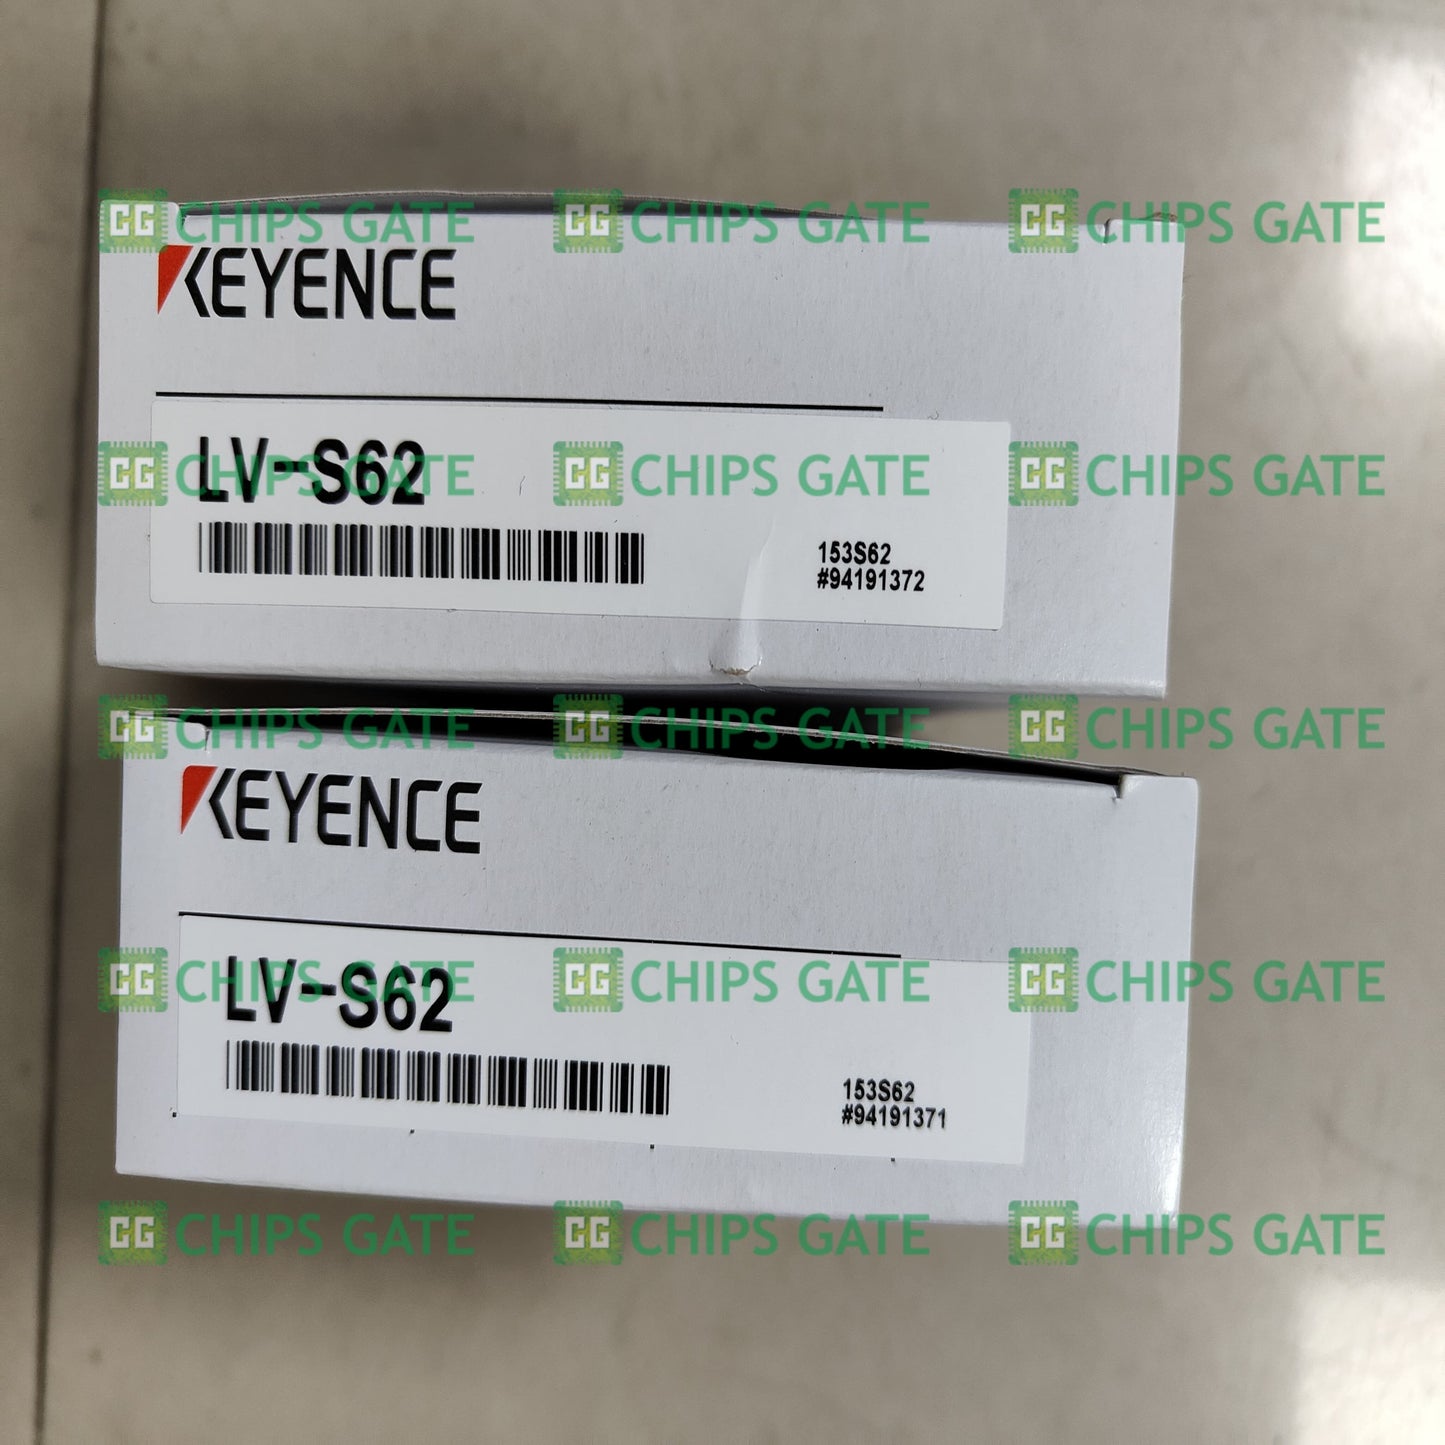 CG CHIPS GATE CG CHIPS GATE CG CHIPS GATE
KEYENCE
LV-S62
CG CHIPS GATE CG CHIPS GATE CG CHIPS GATE
153S62
#94191372
CG CHIPS GATE CG CHIPS GATE CG CHIPS GATE
KEYENCE
LV-S62
CG CHIPS GATE CG CHIPS GATE CG CHIPS GATE
153S62
#94191371
CG CHIPS GATE CG CHIPS GATE CG CHIPS GATE